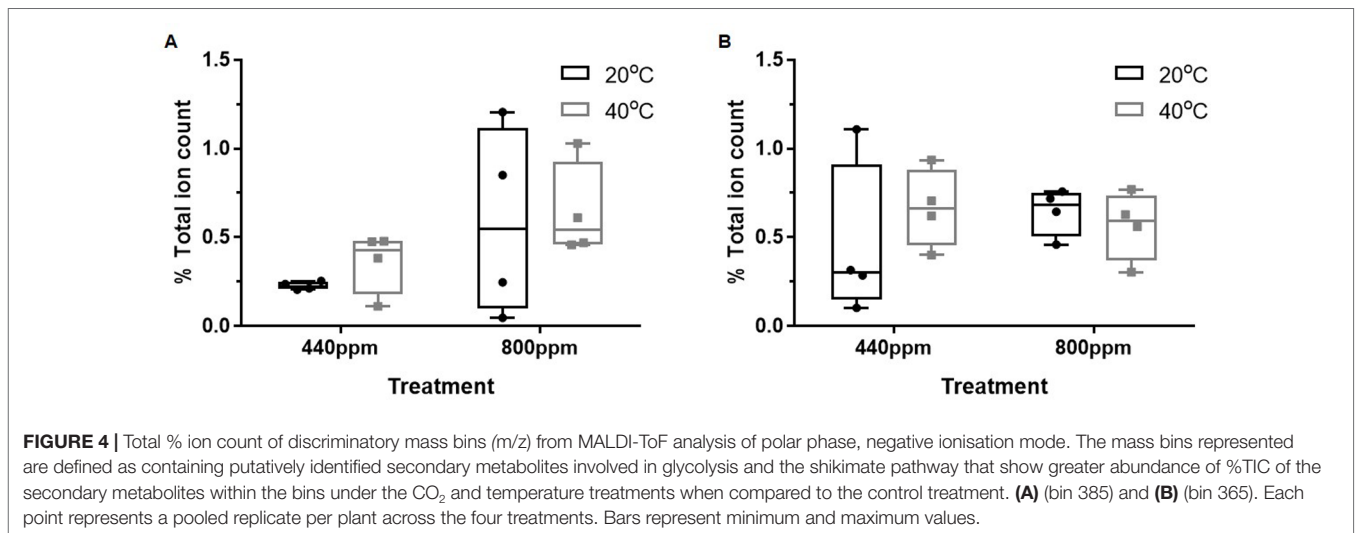 A
1.5
1.0
0.5
0.0
% Total ion count
20°C
40°C
440ppm
800ppm
Treatment
B
1.5
1.0
0.5
0.0
% Total ion count
20°C
40°C
440ppm
800ppm
Treatment
FIGURE 4 | Total % ion count of discriminatory mass bins (m/z) from MALDI-ToF analysis of polar phase, negative ionisation mode. The mass bins represented
are defined as containing putatively identified secondary metabolites involved in glycolysis and the shikimate pathway that show greater abundance of %TIC of the
secondary metabolites within the bins under the CO₂ and temperature treatments when compared to the control treatment. (A) (bin 385) and (B) (bin 365). Each
point represents a pooled replicate per plant across the four treatments. Bars represent minimum and maximum values.